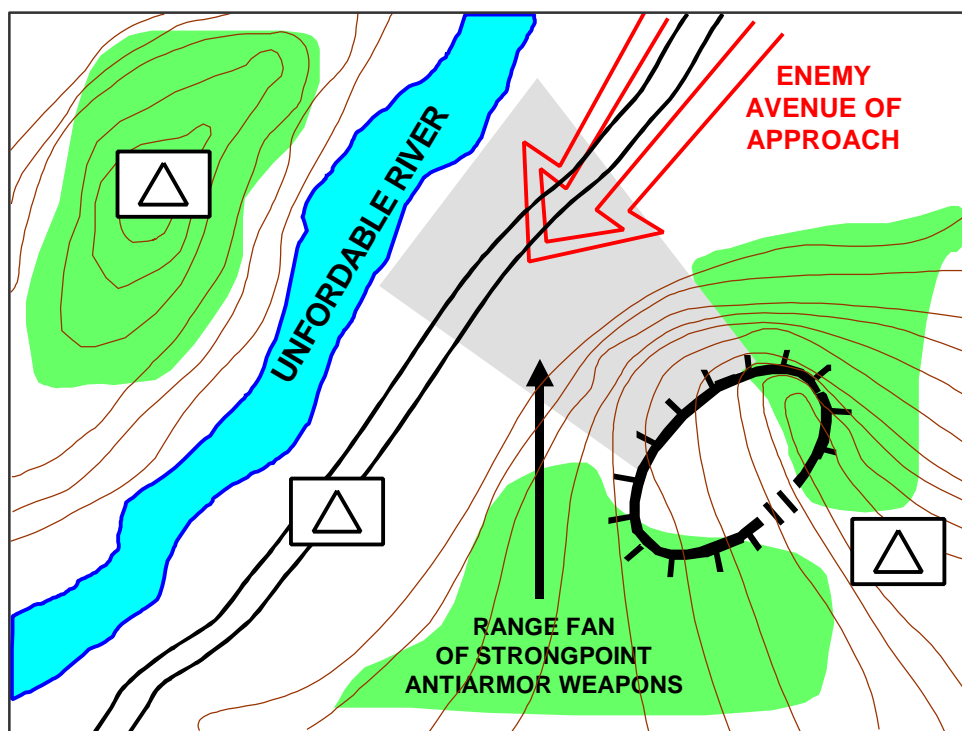 ENEMY
AVENUE OF
APPROACH
UNFORDABLE RIVER
RANGE FAN
OF STRONGPOINT
ANTIARMOR WEAPONS